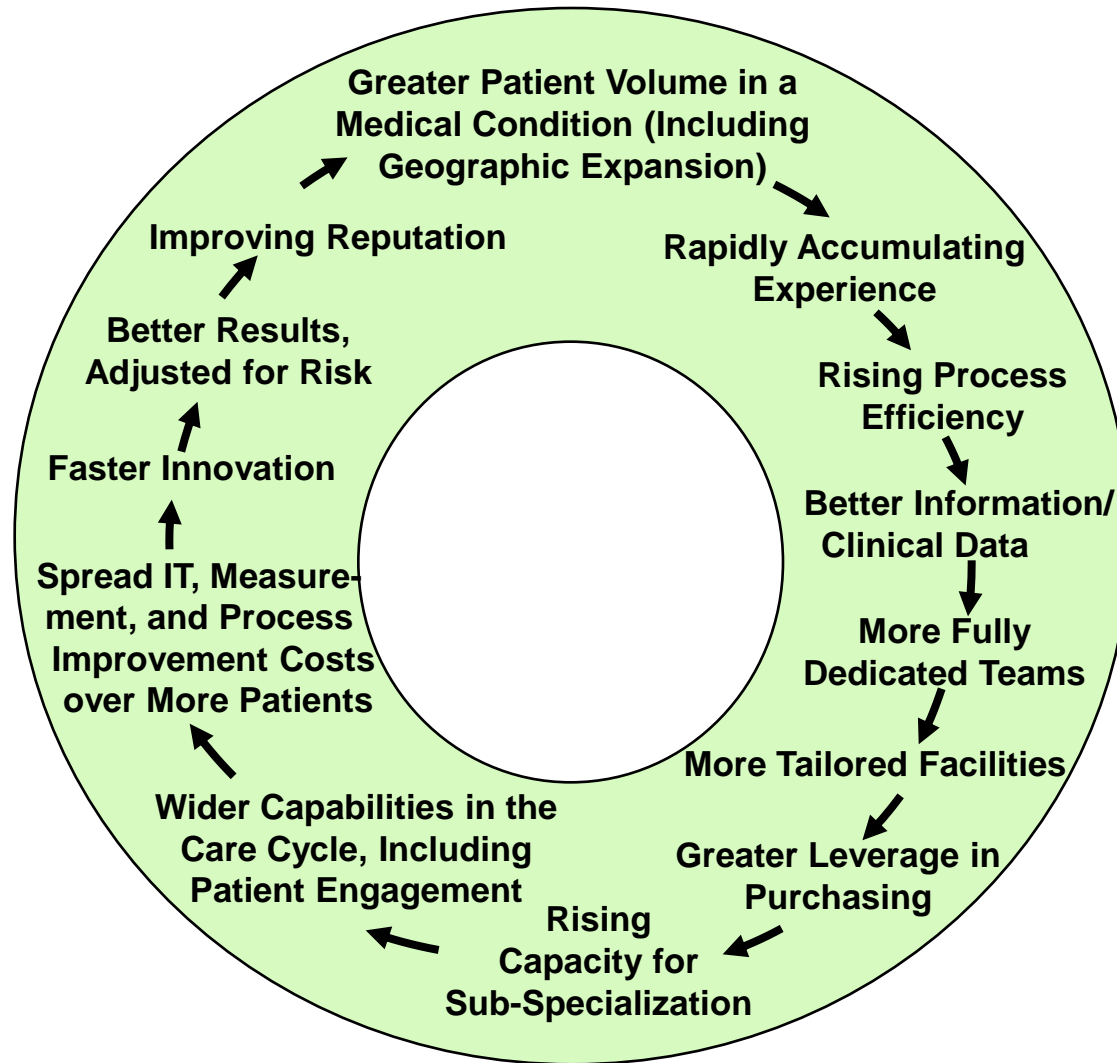 Greater Patient Volume in a
Medical Condition (Including
Geographic Expansion)
Rapidly Accumulating
Experience
Rising Process
Efficiency
Better Information/
Clinical Data
More Fully
Dedicated Teams
More Tailored Facilities
Greater Leverage in
Purchasing
Rising
Capacity for
Sub-Specialization
Wider Capabilities in the
Care Cycle, Including
Patient Engagement
Spread IT, Measure-
ment, and Process
Improvement Costs
over More Patients
Faster Innovation
Better Results,
Adjusted for Risk
Improving Reputation